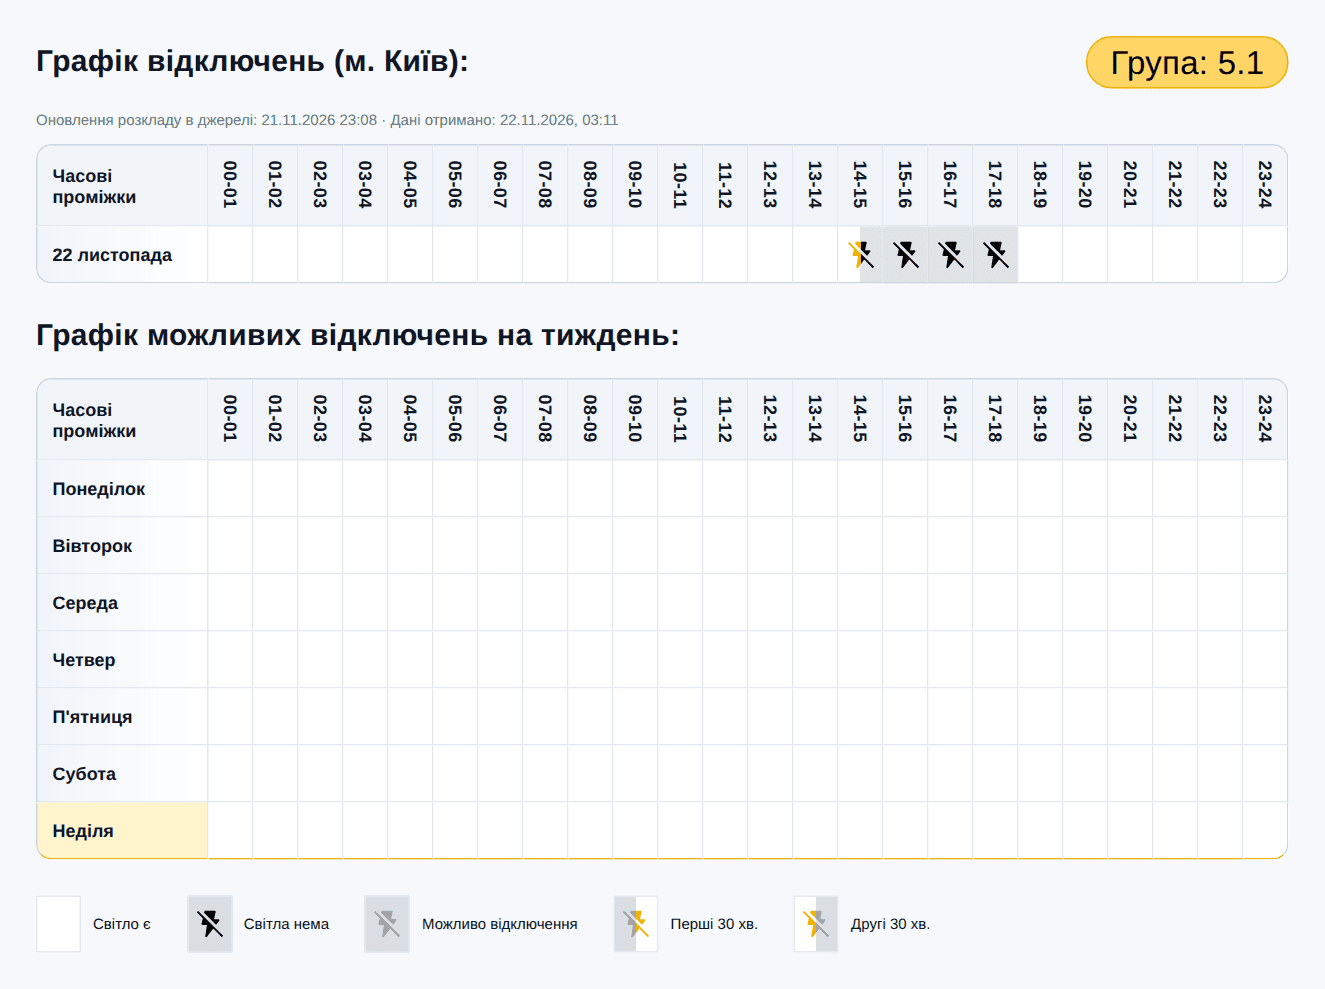 Графік відключень (м. Київ):
Група: 5.1
Оновлення розкладу в джерелі: 21.11.2026 23:08 · Дані отримано: 22.11.2026, 03:11
Часові
проміжки
00-01 01-02 02-03 03-04 04-05 05-06 06-07 07-08 08-09 09-10 10-11 11-12 12-13 13-14 14-15 15-16 16-17 17-18 18-19 19-20 20-21 21-22 22-23 23-24
22 листопада
Графік можливих відключень на тиждень:
Часові
проміжки
00-01 01-02 02-03 03-04 04-05 05-06 06-07 07-08 08-09 09-10 10-11 11-12 12-13 13-14 14-15 15-16 16-17 17-18 18-19 19-20 20-21 21-22 22-23 23-24
Понеділок
Вівторок
Середа
Четвер
П'ятниця
Субота
Неділя
Світло є Світла нема Можливо відключення Перші 30 хв. Другі 30 хв.